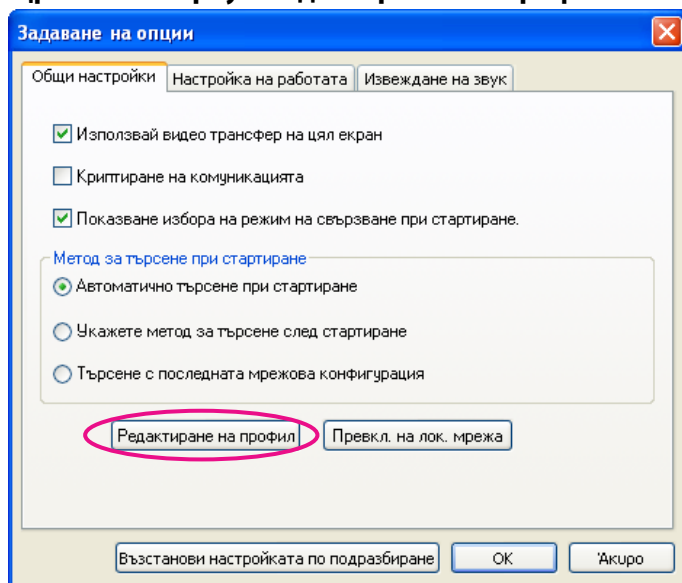 Задаване на опции
Общи настройки Настройка на работата Извеждане на звук
Използвай видео трансфер на цял екран
Криптиране на комуникацията
Показване избора на режим на свързване при стартиране.
Метод за търсене при стартиране
Автоматично търсене при стартиране
Укажете метод за търсене след стартиране
Търсене с последната мрежова конфигурация
Редактиране на профил Превкл. на лок. мрежа
Възстанови настройката по подразбиране OK 'Акиро